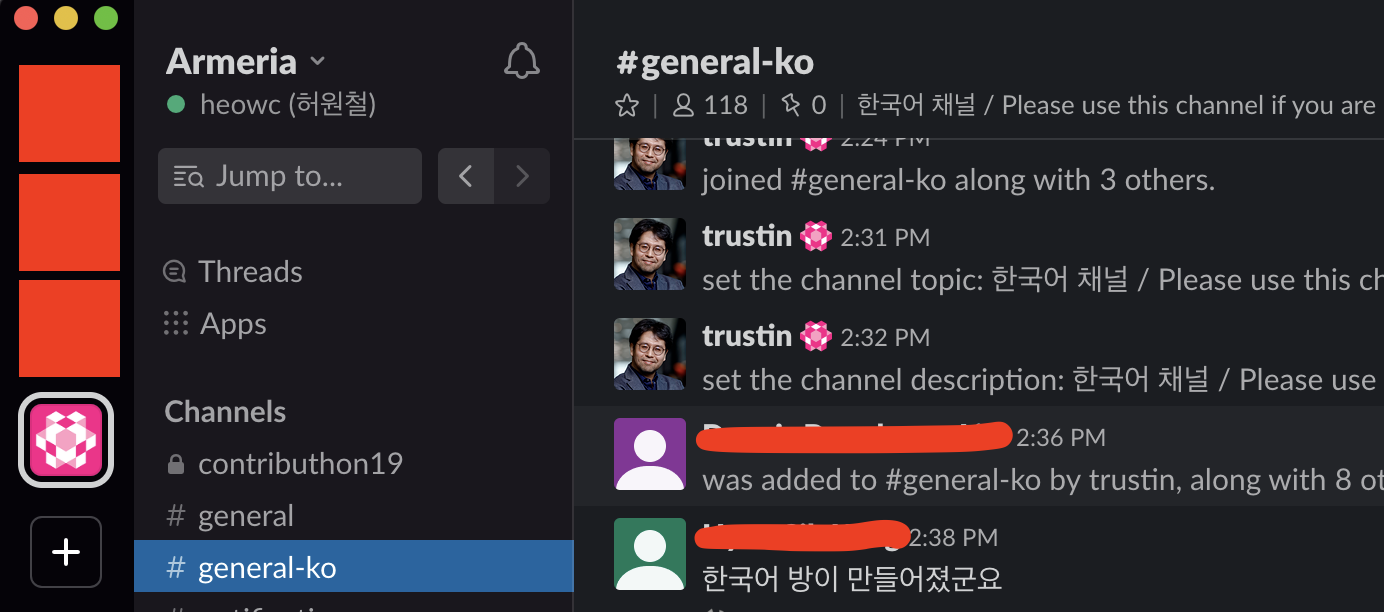 Armeria
heowc (허원철)
Jump to...
Threads
Apps
Channels
contributhon19
# general
# general-ko
#general-ko
118 | 0 | 한국어 채널 / Please use this channel if you are
trustin 2:24 PM
joined #general-ko along with 3 others.
trustin 2:31 PM
set the channel topic: 한국어 채널 / Please use this ch
trustin 2:32 PM
set the channel description: 한국어 채널 / Please use
2:36 PM
was added to #general-ko by trustin, along with 8 ot
2:38 PM
한국어 방이 만들어졌군요